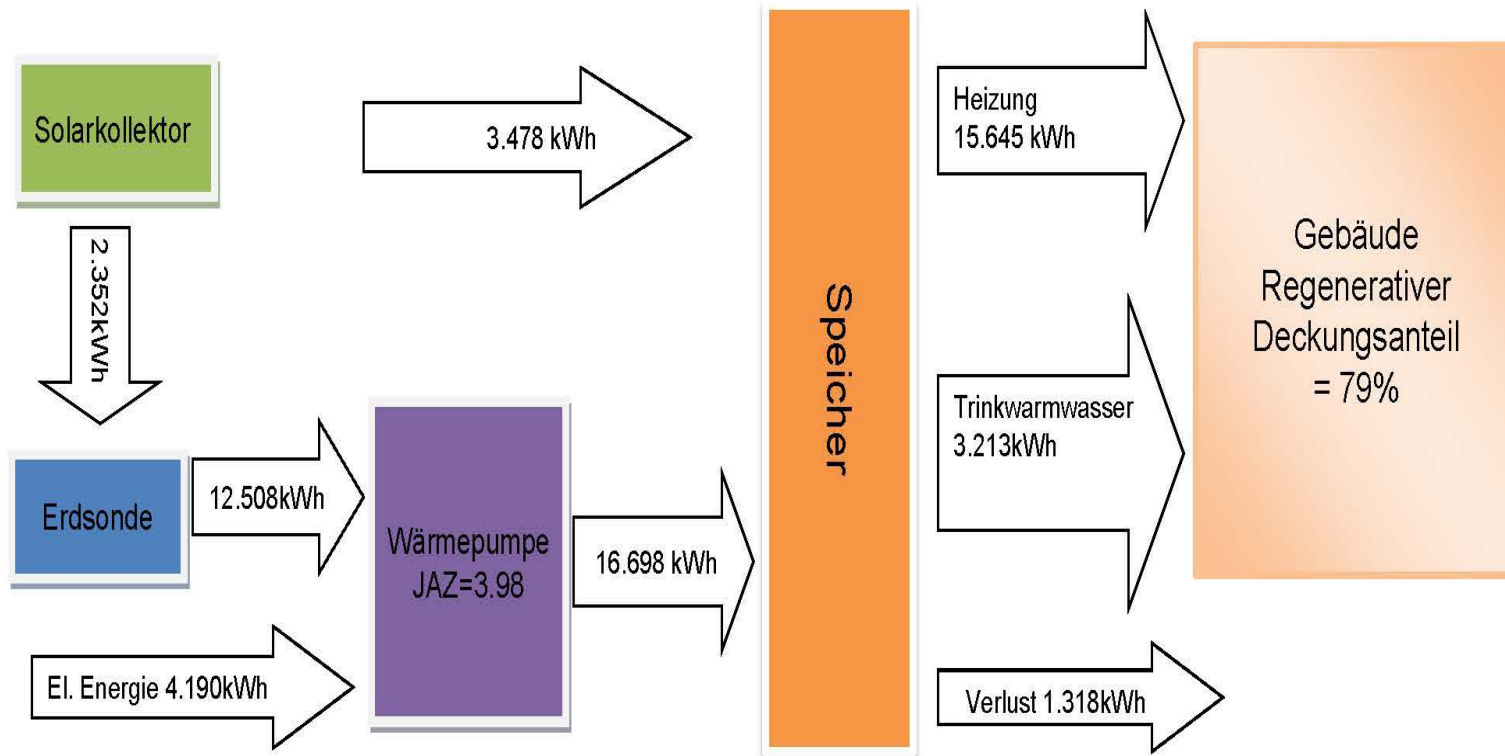 Solarkollektor
3.478 kWh
2.352kWh
Erdsonde
12.508kWh
El. Energie 4.190kWh
Wärmepumpe
JAZ=3.98
16.698 kWh
Speicher
Heizung
15.645 kWh
Trinkwarmwasser
3.213kWh
Verlust 1.318kWh
Gebäude
Regenerativer
Deckungsanteil
= 79%